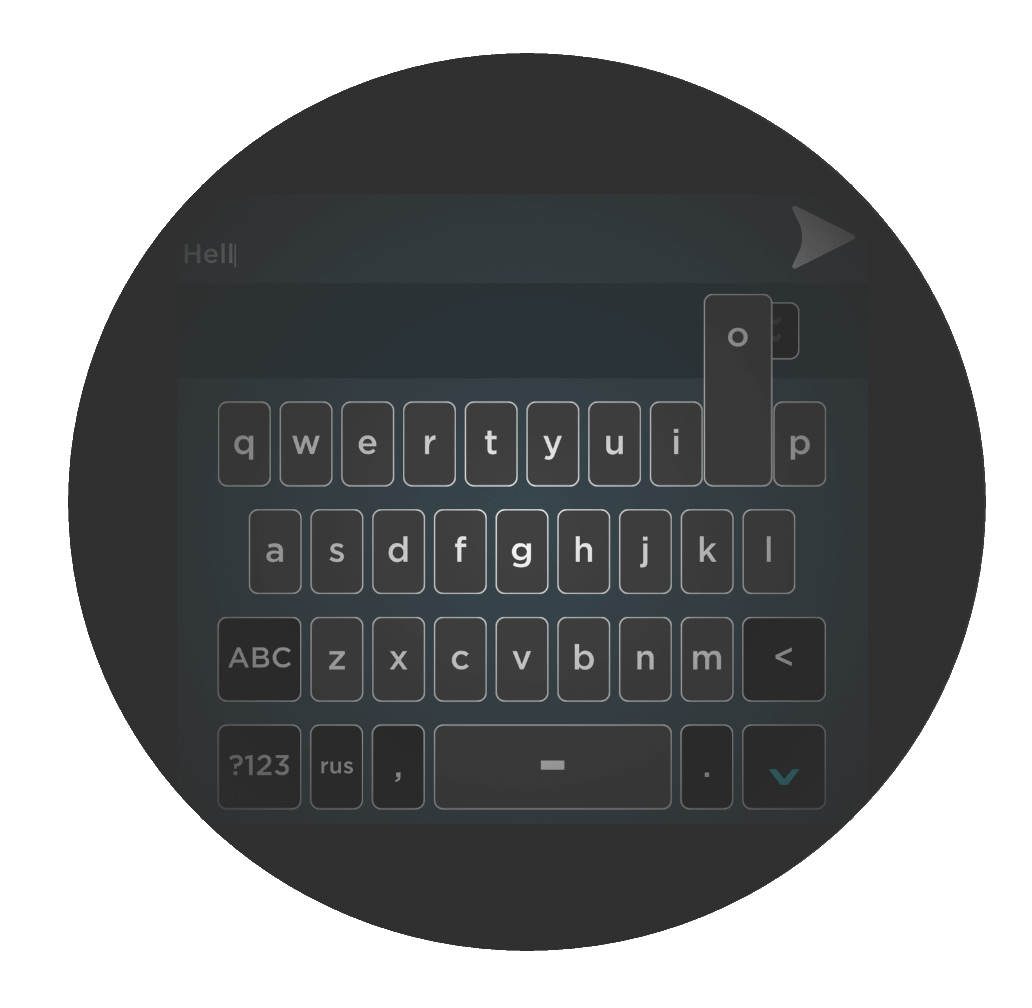 Hell
o
q w e r t y u i p
a s d f g h j k l
ABC z x c v b n m <
?123 rus , - .